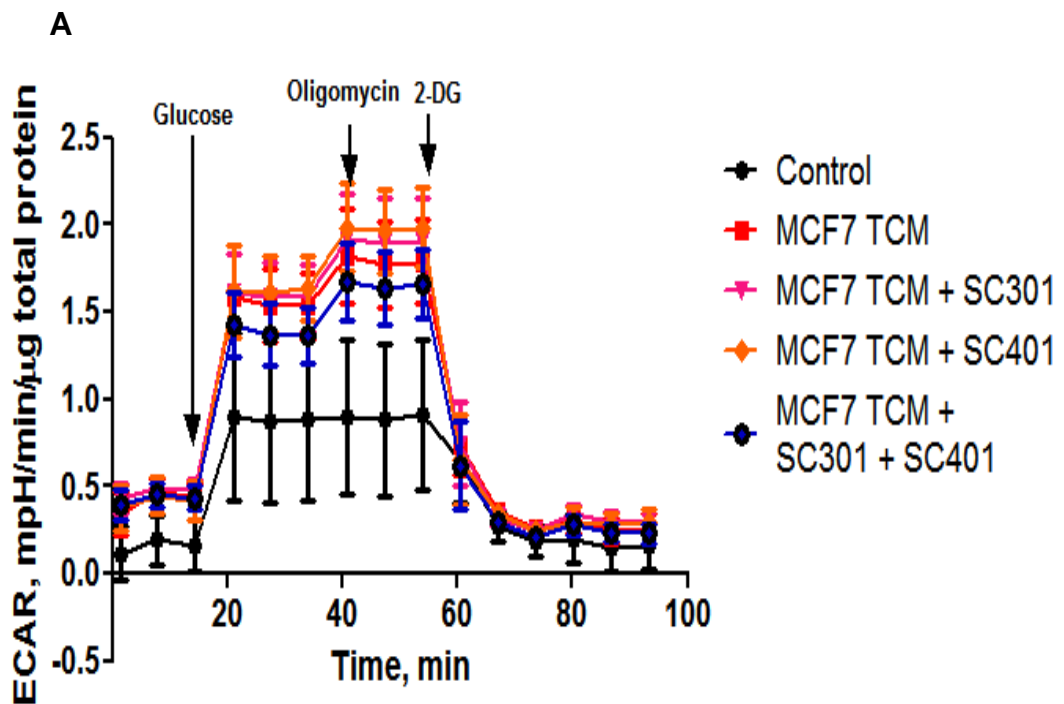 A
Oligomycin 2-DG
Glucose
ECAR, mpH/min/µg total protein
2.5
2.0
1.5
1.0
0.5
0.0
-0.5
20 40 60 80 100
Time, min
Control
MCF7 TCM
MCF7 TCM + SC301
MCF7 TCM + SC401
MCF7 TCM +
SC301 + SC401